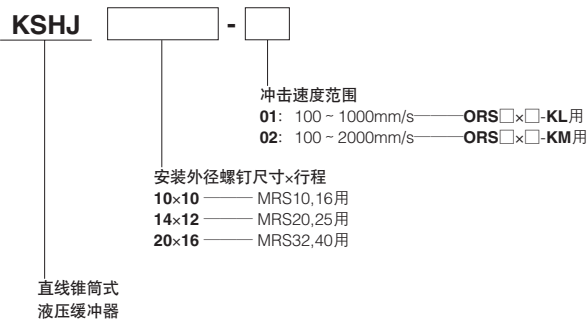 KSHJ -
冲击速度范围
01: 100~1000mm/s ORS□×□-KL用
02: 100~2000mm/s ORS□×□-KM用
安装外径螺钉尺寸×行程
10×10 MRS10,16用
14×12 MRS20,25用
20×16 MRS32,40用
直线锥筒式
液压缓冲器